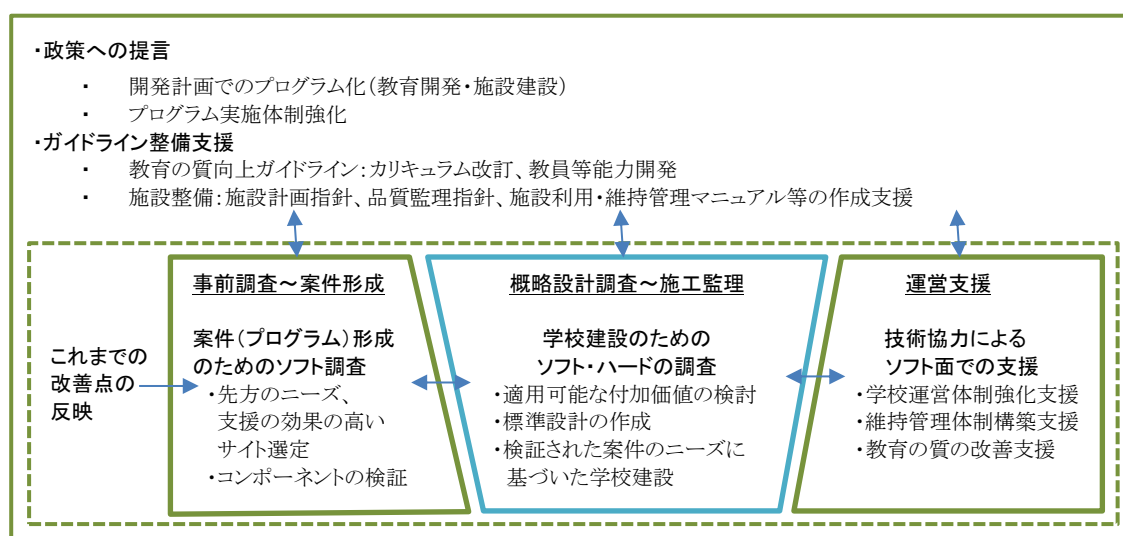 ・政策への提言
・ 開発計画でのプログラム化(教育開発・施設建設)
・ プログラム実施体制強化
・ガイドライン整備支援
・ 教育の質向上ガイドライン:カリキュラム改訂、教員等能力開発
・ 施設整備:施設計画指針、品質監理指針、施設利用・維持管理マニュアル等の作成支援
これまでの
改善点の
反映
事前調査~案件形成
案件(プログラム)形成
のためのソフト調査
・先方のニーズ、
支援の効果の高い
サイト選定
・コンポーネントの検証
概略設計調査~施工監理
学校建設のための
ソフト・ハードの調査
・適用可能な付加価値の検討
・標準設計の作成
・検証された案件のニーズに
基づいた学校建設
運営支援
技術協力による
ソフト面での支援
・学校運営体制強化支援
・維持管理体制構築支援
・教育の質の改善支援